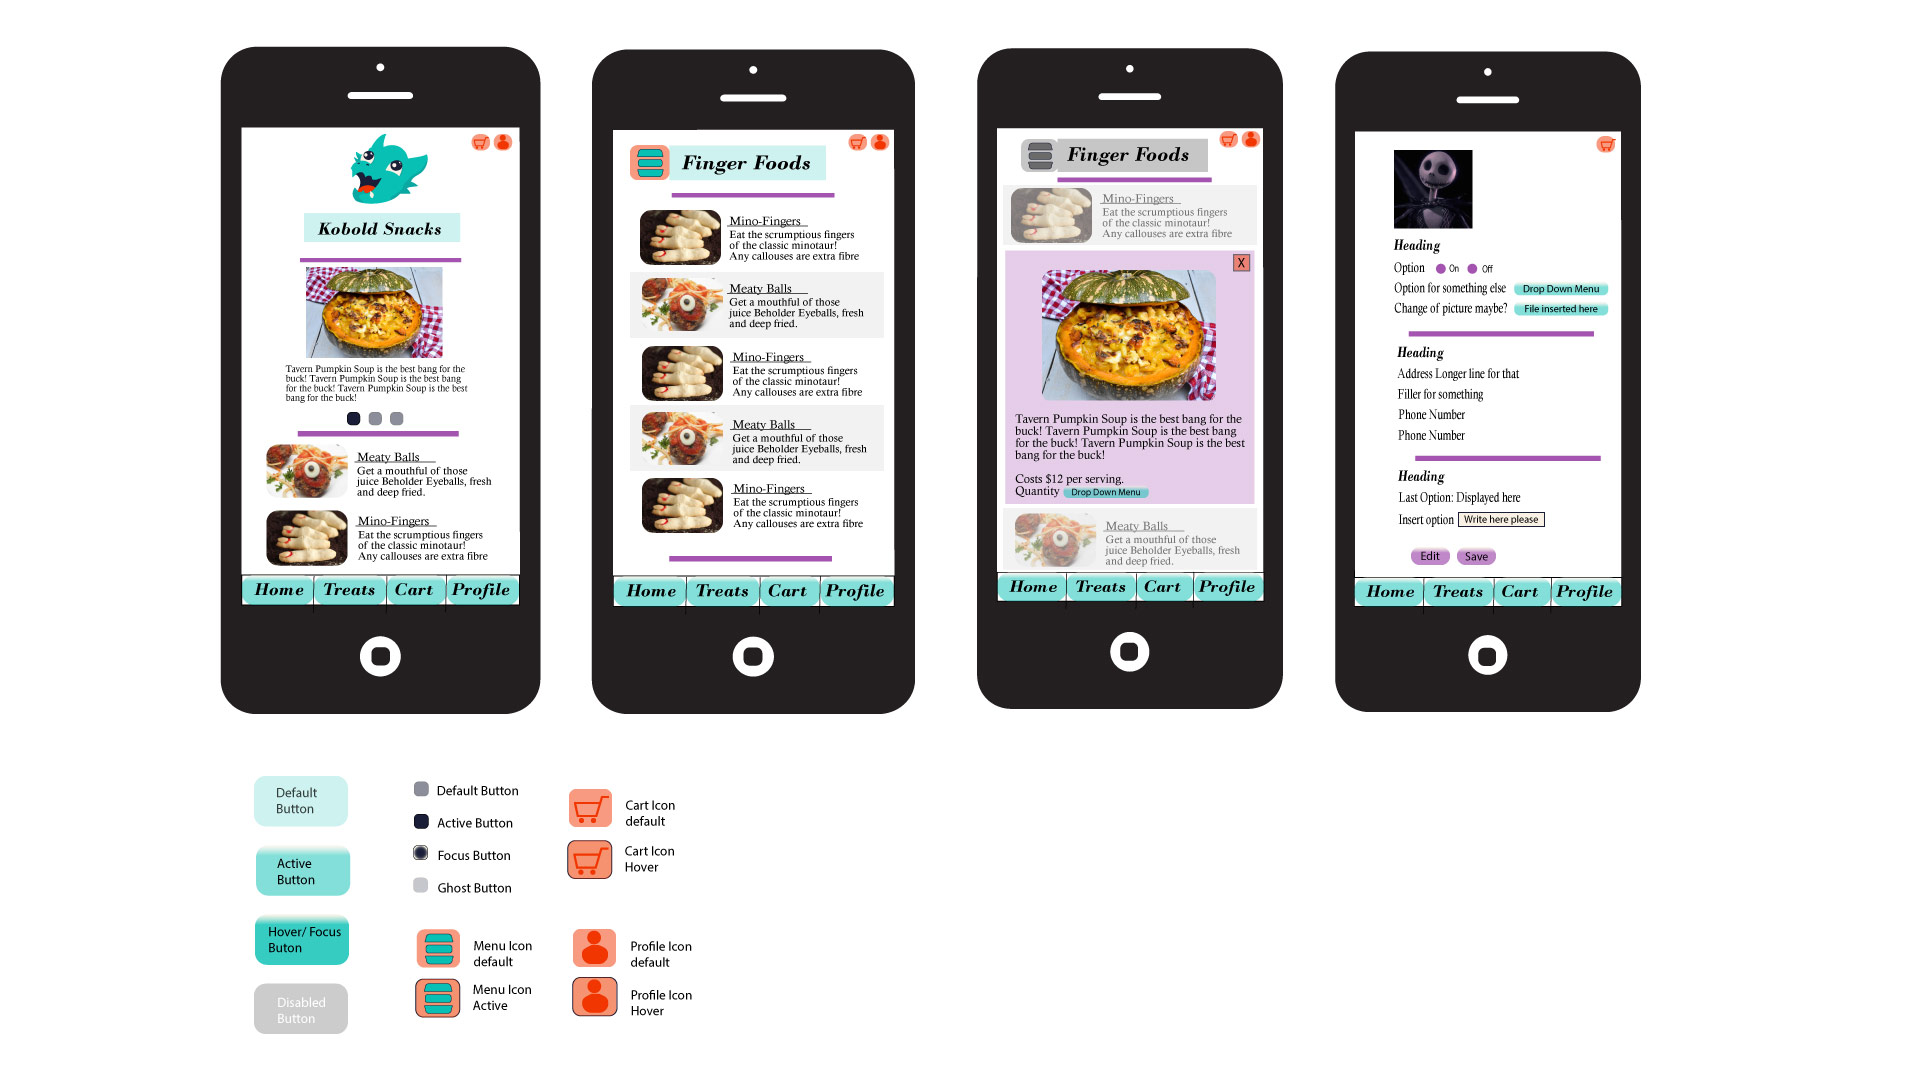 Kobold Snacks
Tavern Pumpkin Soup is the best bang for the
buck! Tavern Pumpkin Soup is the best bang
for the buck! Tavern Pumpkin Soup is the best
bang for the buck!
Meaty Balls
Get a mouthful of those
juice Beholder Eyeballs, fresh
and deep fried.
Mino-Fingers
Eat the scrumptious fingers
of the classic minotaur!
Any callouses are extra fibre
Home Treats Cart Profile
Finger Foods
Mino-Fingers
Eat the scrumptious fingers
of the classic minotaur!
Any callouses are extra fibre
Meaty Balls
Get a mouthful of those
juice Beholder Eyeballs, fresh
and deep fried.
Mino-Fingers
Eat the scrumptious fingers
of the classic minotaur!
Any callouses are extra fibre
Meaty Balls
Get a mouthful of those
juice Beholder Eyeballs, fresh
and deep fried.
Mino-Fingers
Eat the scrumptious fingers
of the classic minotaur!
Any callouses are extra fibre
Home Treats Cart Profile
Finger Foods
Mino-Fingers
Eat the scrumptious fingers
of the classic minotaur!
Any callouses are extra fibre
X
Tavern Pumpkin Soup is the best bang for the
buck! Tavern Pumpkin Soup is the best bang
for the buck! Tavern Pumpkin Soup is the best
bang for the buck!
Costs $12 per serving.
Quantity Drop Down Menu
Meaty Balls
Get a mouthful of those
juice Beholder Eyeballs, fresh
and deep fried.
Home Treats Cart Profile
Heading
Option On Off
Option for something else Drop Down Menu
Change of picture maybe? File inserted here
Heading
Address Longer line for that
Filler for something
Phone Number
Phone Number
Heading
Last Option: Displayed here
Insert option Write here please
Edit Save
Home Treats Cart Profile
Default
Button
Active
Button
Hover/ Focus
Buton
Disabled
Button
Default Button
Active Button
Focus Button
Ghost Button
Menu Icon
default
Menu Icon
Active
Cart Icon
default
Cart Icon
Hover
Profile Icon
default
Profile Icon
Hover